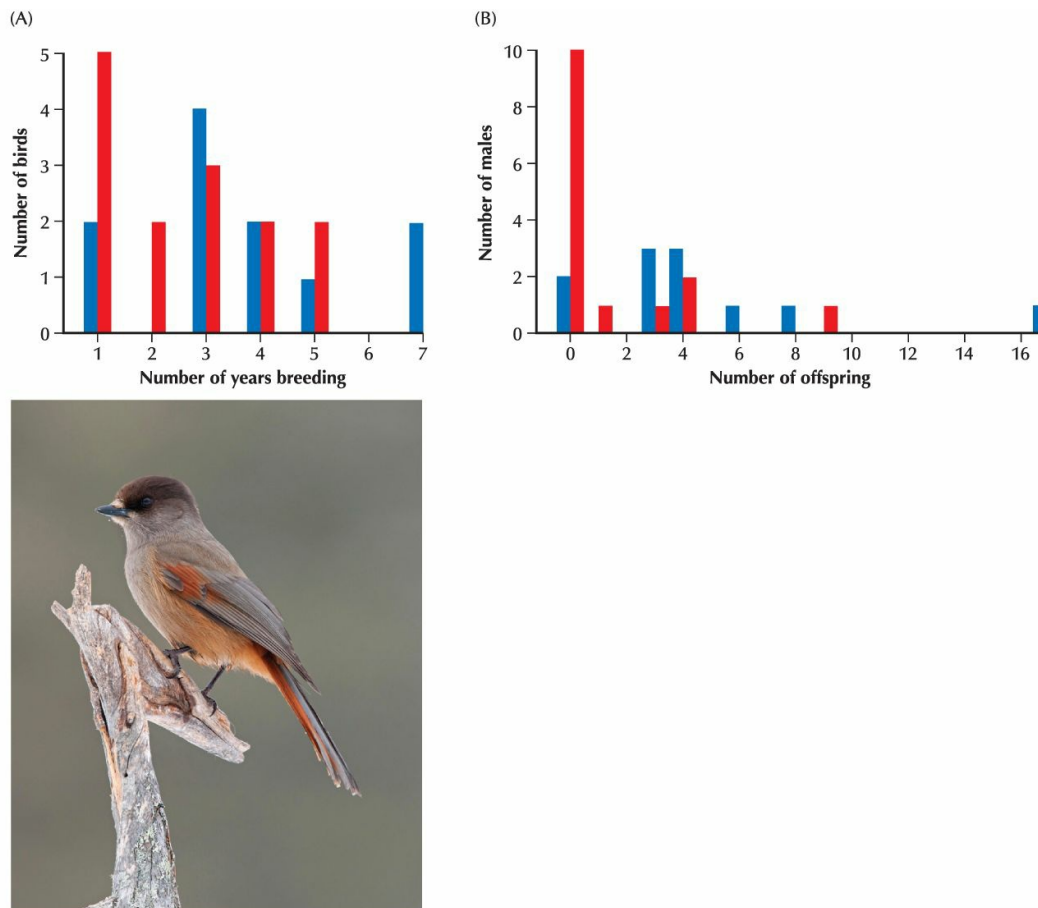 (A)
5
4
3
2
1
0
Number of birds
1 2 3 4 5 6 7
Number of years breeding
(B)
10
8
6
4
2
0
Number of males
0 2 4 6 8 10 12 14 16
Number of offspring